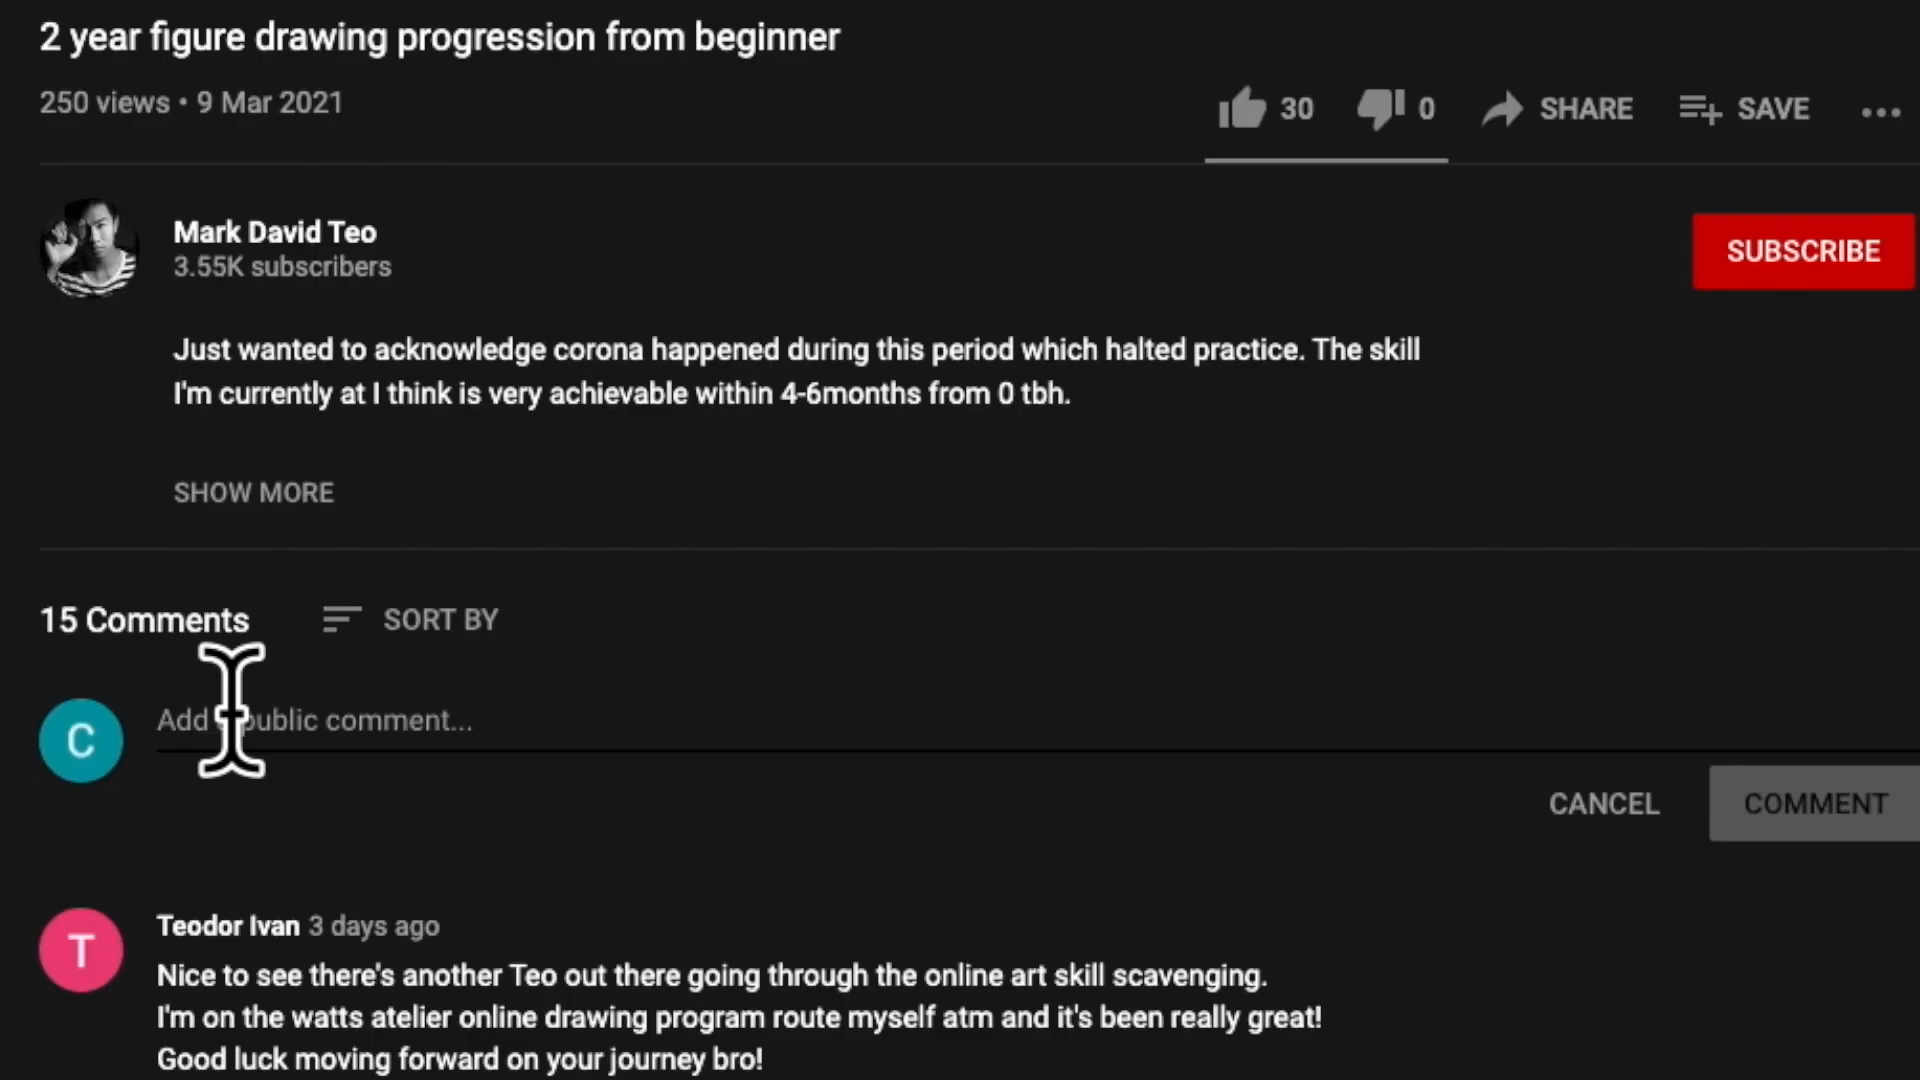 2 year figure drawing progression from beginner
250 views • 9 Mar 2021
30 0 SHARE SAVE
Mark David Teo
3.55K subscribers
SUBSCRIBE
Just wanted to acknowledge corona happened during this period which halted practice. The skill
I'm currently at I think is very achievable within 4-6months from 0 tbh.
SHOW MORE
15 Comments SORT BY
C
Add public comment...
CANCEL COMMENT
T
Teodor Ivan 3 days ago
Nice to see there's another Teo out there going through the online art skill scavenging.
I'm on the watts atelier online drawing program route myself atm and it's been really great!
Good luck moving forward on your journey bro!